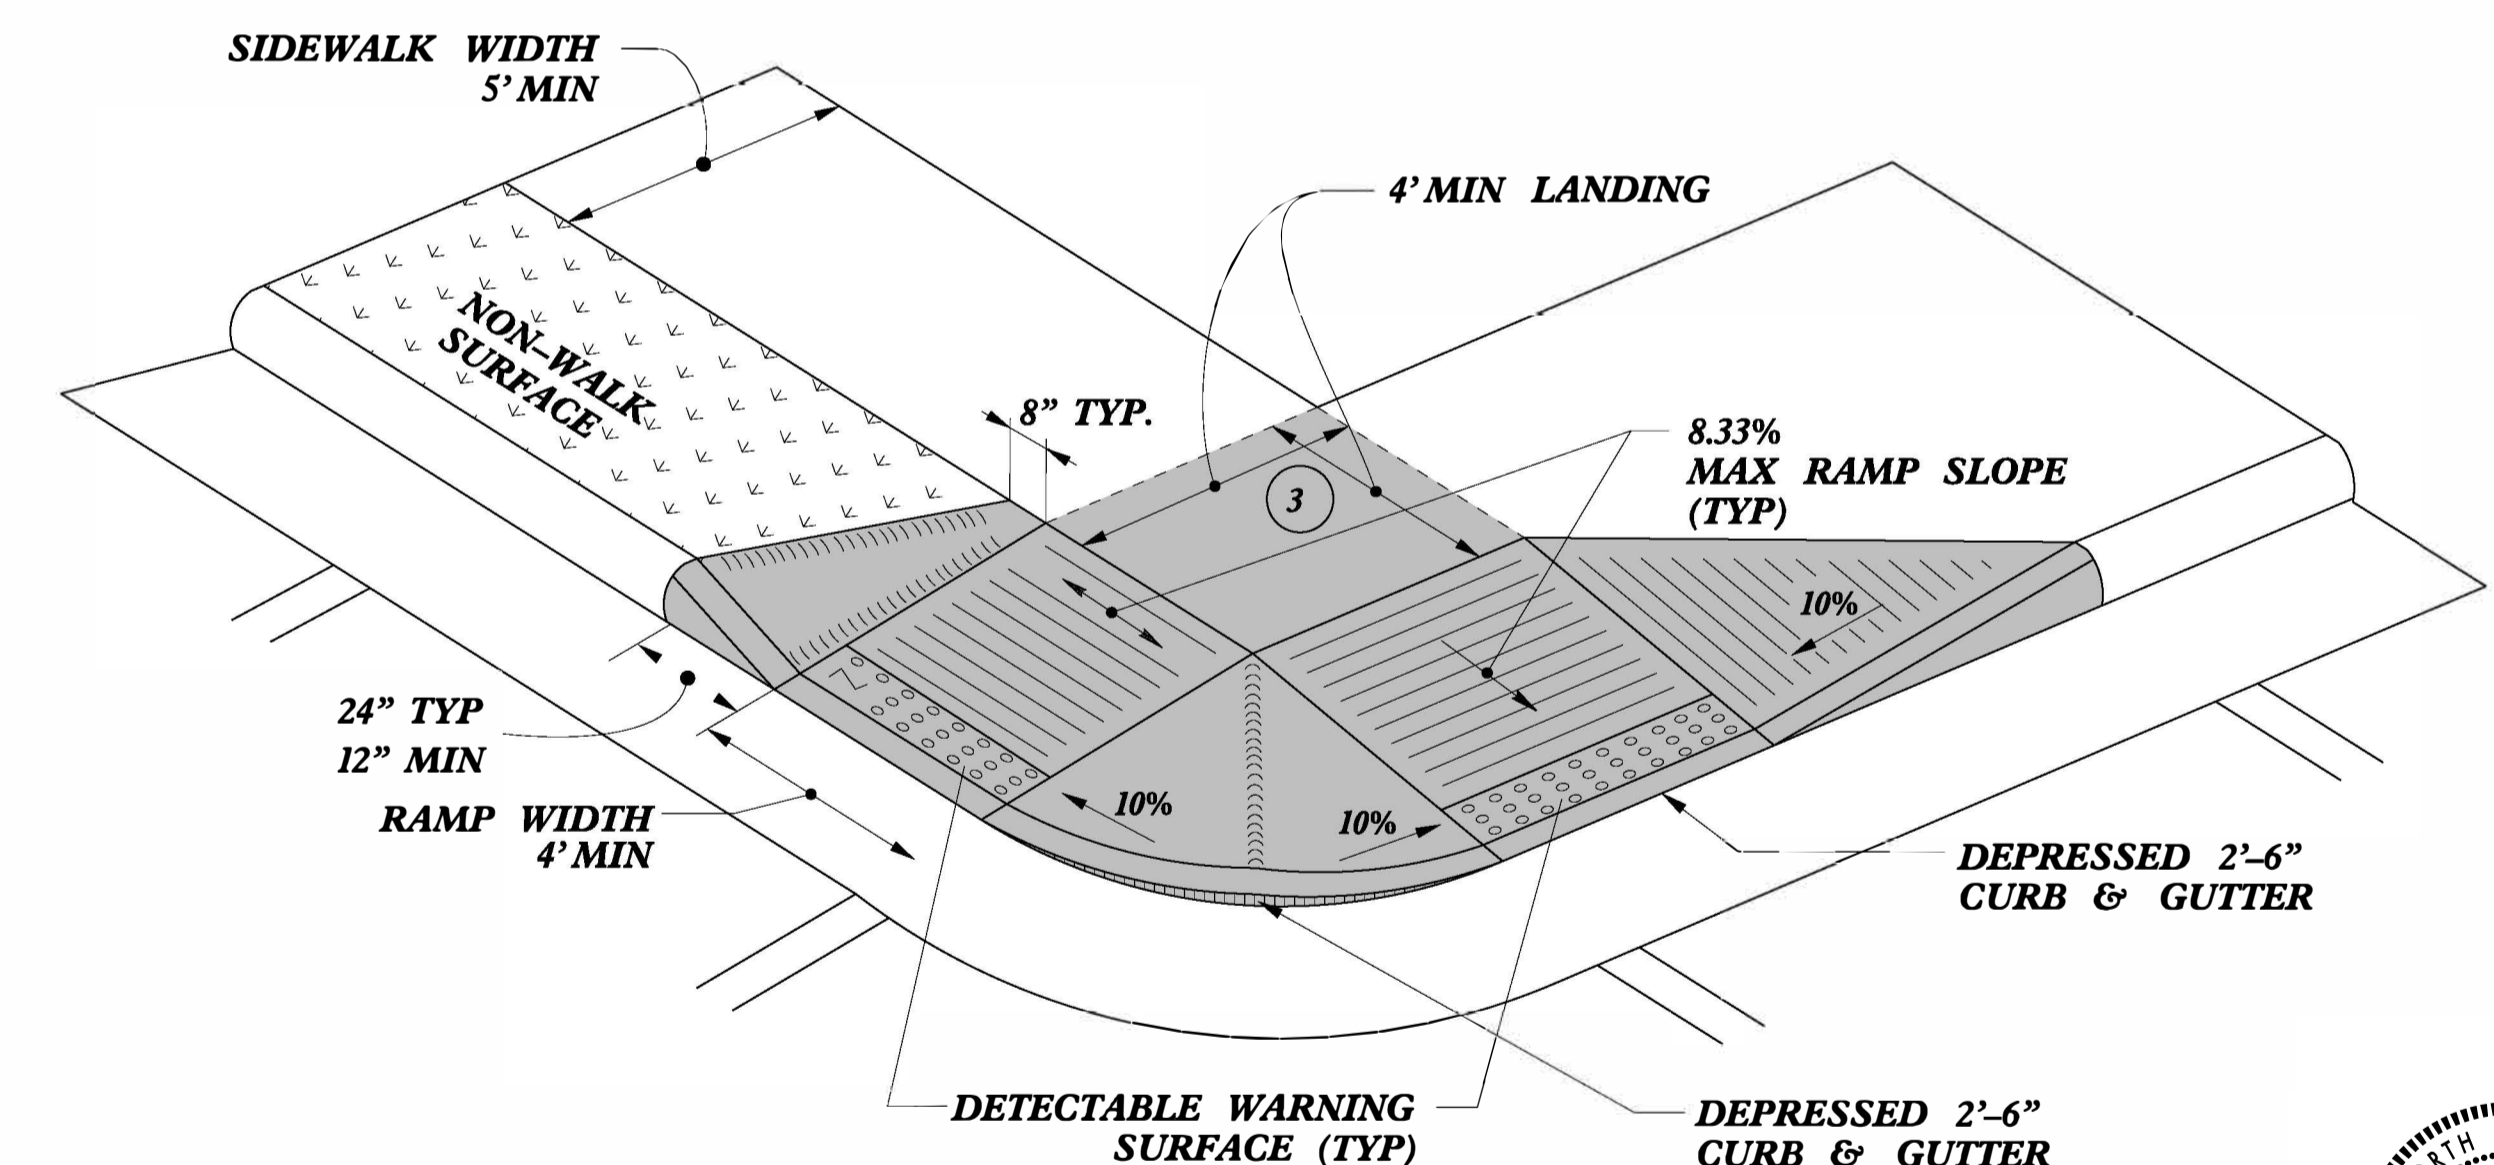 SIDEWALK WIDTH
5' MIN
4' MIN LANDING
NON-WALK
SURFACE
8" TYP.
8.33%
MAX RAMP SLOPE
(TYP)
3
10%
24" TYP
12" MIN
RAMP WIDTH
4' MIN
10%
10%
DEPRESSED 2'-6"
CURB & GUTTER
DETECTABLE WARNING
SURFACE (TYP)
DEPRESSED 2'-6"
CURB & GUTTER
RTH